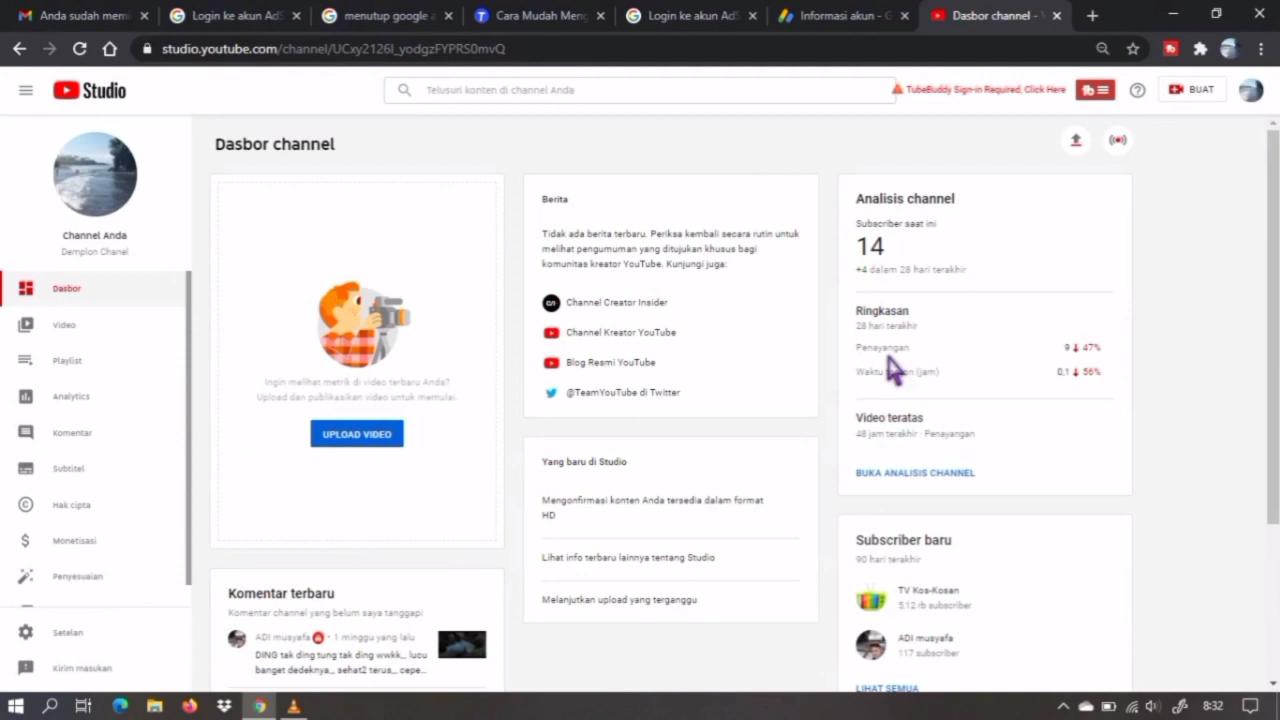 Anda sudah mem
Login ke akun AdS
menutup google a
Cara Mudah Meng
Login ke akun AdS
Informasi akun - G
Dasbor channel -
studio.youtube.com/channel/UCxy2126l_yodgzFYPRS0mvQ
Studio
Telusuri konten di channel Anda
TubeBuddy Sign-in Required, Click Here
BUAT
Channel Anda
Dempion Chanel
Dasbor
Video
Playlist
Analytics
Komentar
Subtitel
Hak cipta
Monetisasi
Penyesuaian
Setelan
Kirim masukan
Dasbor channel
Ingin melihat metrik di video terbaru Anda?
Upload dan publikasikan video untuk memulai.
UPLOAD VIDEO
Komentar terbaru
Komentar channel yang belum saya tanggapi
ADI musyafa • 1 minggu yang lalu
DING tak ding tung tak ding wwkk,,, lucu
banget dedeknya,,, sehat2 terus,,, cepe...
Berita
Tidak ada berita terbaru. Periksa kembali secara rutin untuk
melihat pengumuman yang ditujukan khusus bagi
komunitas kreator YouTube. Kunjungi juga:
Channel Creator Insider
Channel Kreator YouTube
Blog Resmi YouTube
@TeamYouTube di Twitter
Yang baru di Studio
Mengonfirmasi konten Anda tersedia dalam format
HD
Lihat info terbaru lainnya tentang Studio
Melanjutkan upload yang terganggu
Analisis channel
Subscriber saat ini
14
+4 dalam 28 hari terakhir
Ringkasan
28 hari terakhir
Penayangan 9 47%
Waktu (jam) 0,1 56%
Video teratas
48 jam terakhir · Penayangan
BUKA ANALISIS CHANNEL
Subscriber baru
90 hari terakhir
TV Kos-Kosan
5,12 rb subscriber
ADI musyafa
117 subscriber
LIHAT SEMUA
8:32